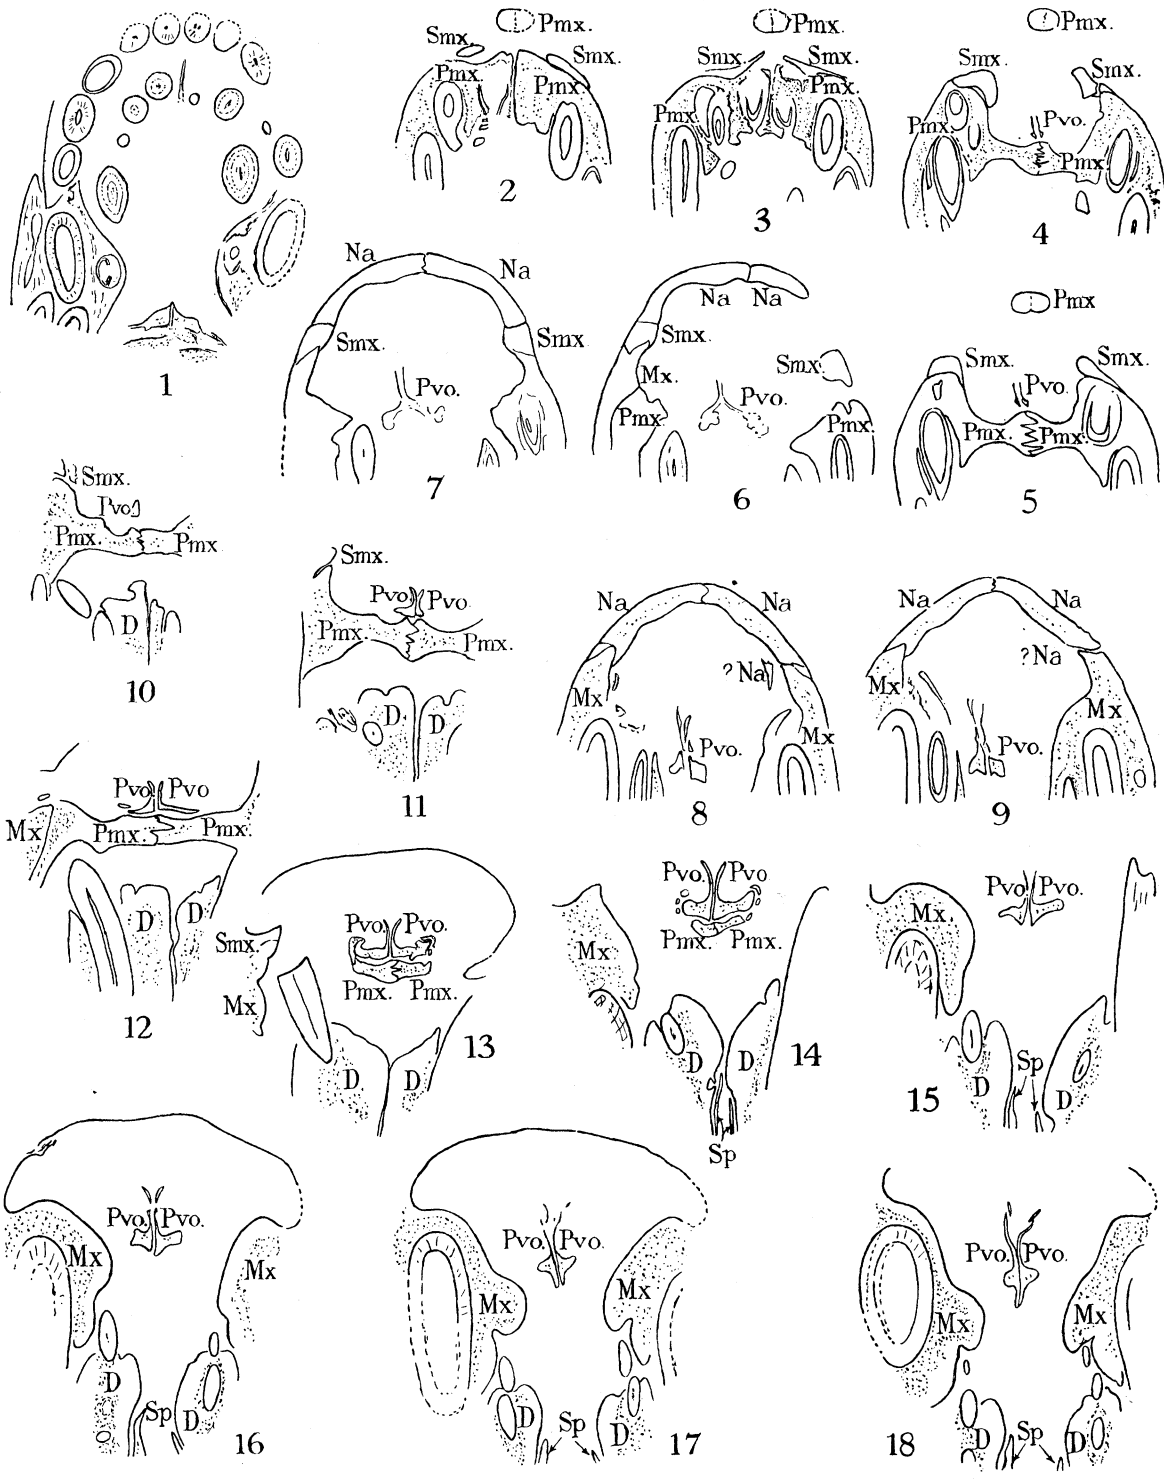 Pmx.
Smx.
Smx.
Pmx.
Pmx.
2
Pmx.
Smx.
Smx.
Pmx.
Pmx.
3
Pmx.
Smx.
Smx.
Pmx.
Pvo.
Pmx
4
1
Na
Na
Smx.
Smx
Pvo.
7
Na
Na
Smx.
Mx.
Pmx.
Pvo.
Smx
Pmx.
6
Pmx
Smx.
Smx.
Pvo.
Pmx.
Pmx.
5
Smx.
Pvo
Pmx.
Pmx
D
10
Smx.
Pvo
Pvo
Pmx.
Pmx.
D
D
11
Na
Na
?Na
Mx
Mx
Pvo.
8
Na
Na
?Na
Mx
Mx
Pvo.
9
Pvo
Pvo
Mx
Pmx.
Pmx.
D
D
12
Smx.
Mx
Pvo.
Pvo.
Pmx.
Pmx.
D
D
13
Pvo.
Pvo
Mx
Pmx.
Pmx.
D
D
Sp
14
Mx.
Pvo.
Pvo.
D
Sp
D
15
Pvo.
Pvo.
Mx
Mx
D
Sp
D
16
Pvo.
Pvo.
Mx
Mx
D
Sp
D
17
Pvo.
Pvo.
Mx
Mx
D
Sp
D
18